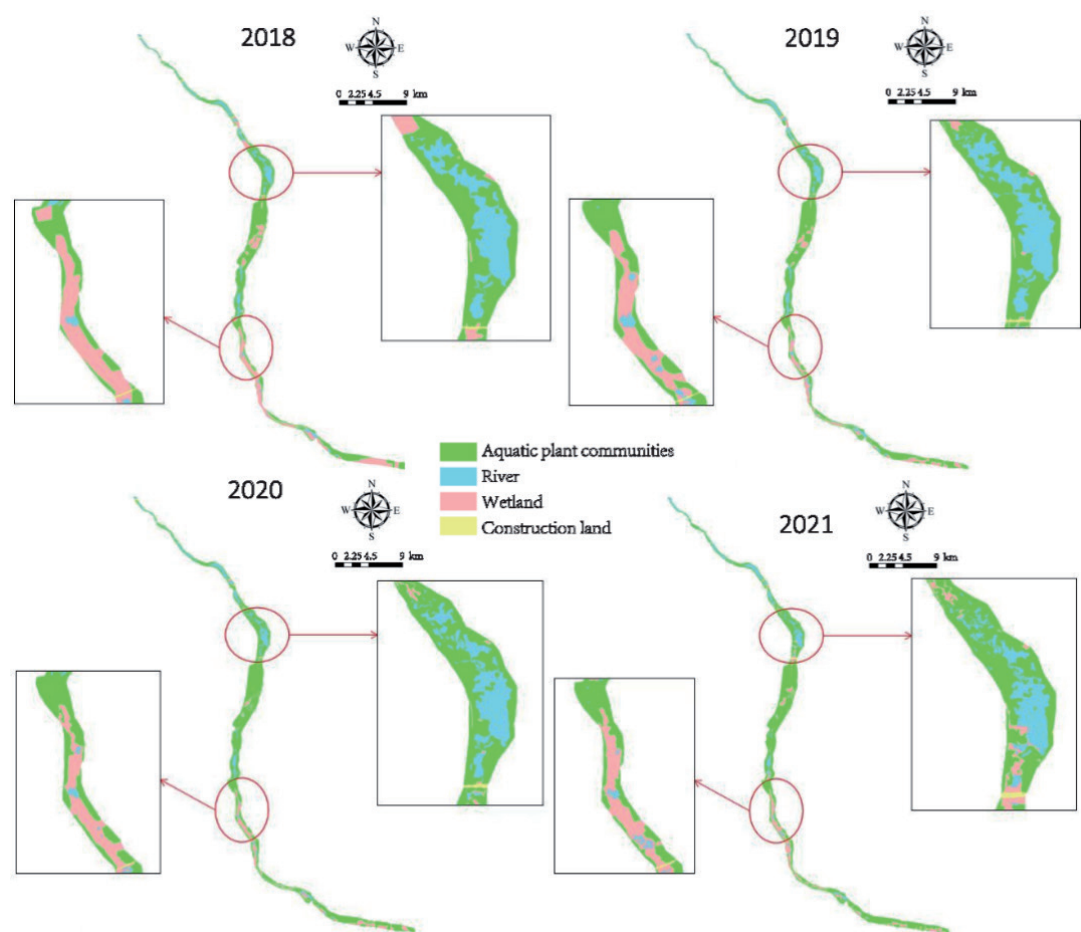 2018
N
W E
S
0 2.25 4.5 9 km
2019
N
W E
S
0 2.25 4.5 9 km
Aquatic plant communities
River
Wetland
Construction land
2020
N
W E
S
0 2.25 4.5 9 km
2021
N
W E
S
0 2.25 4.5 9 km